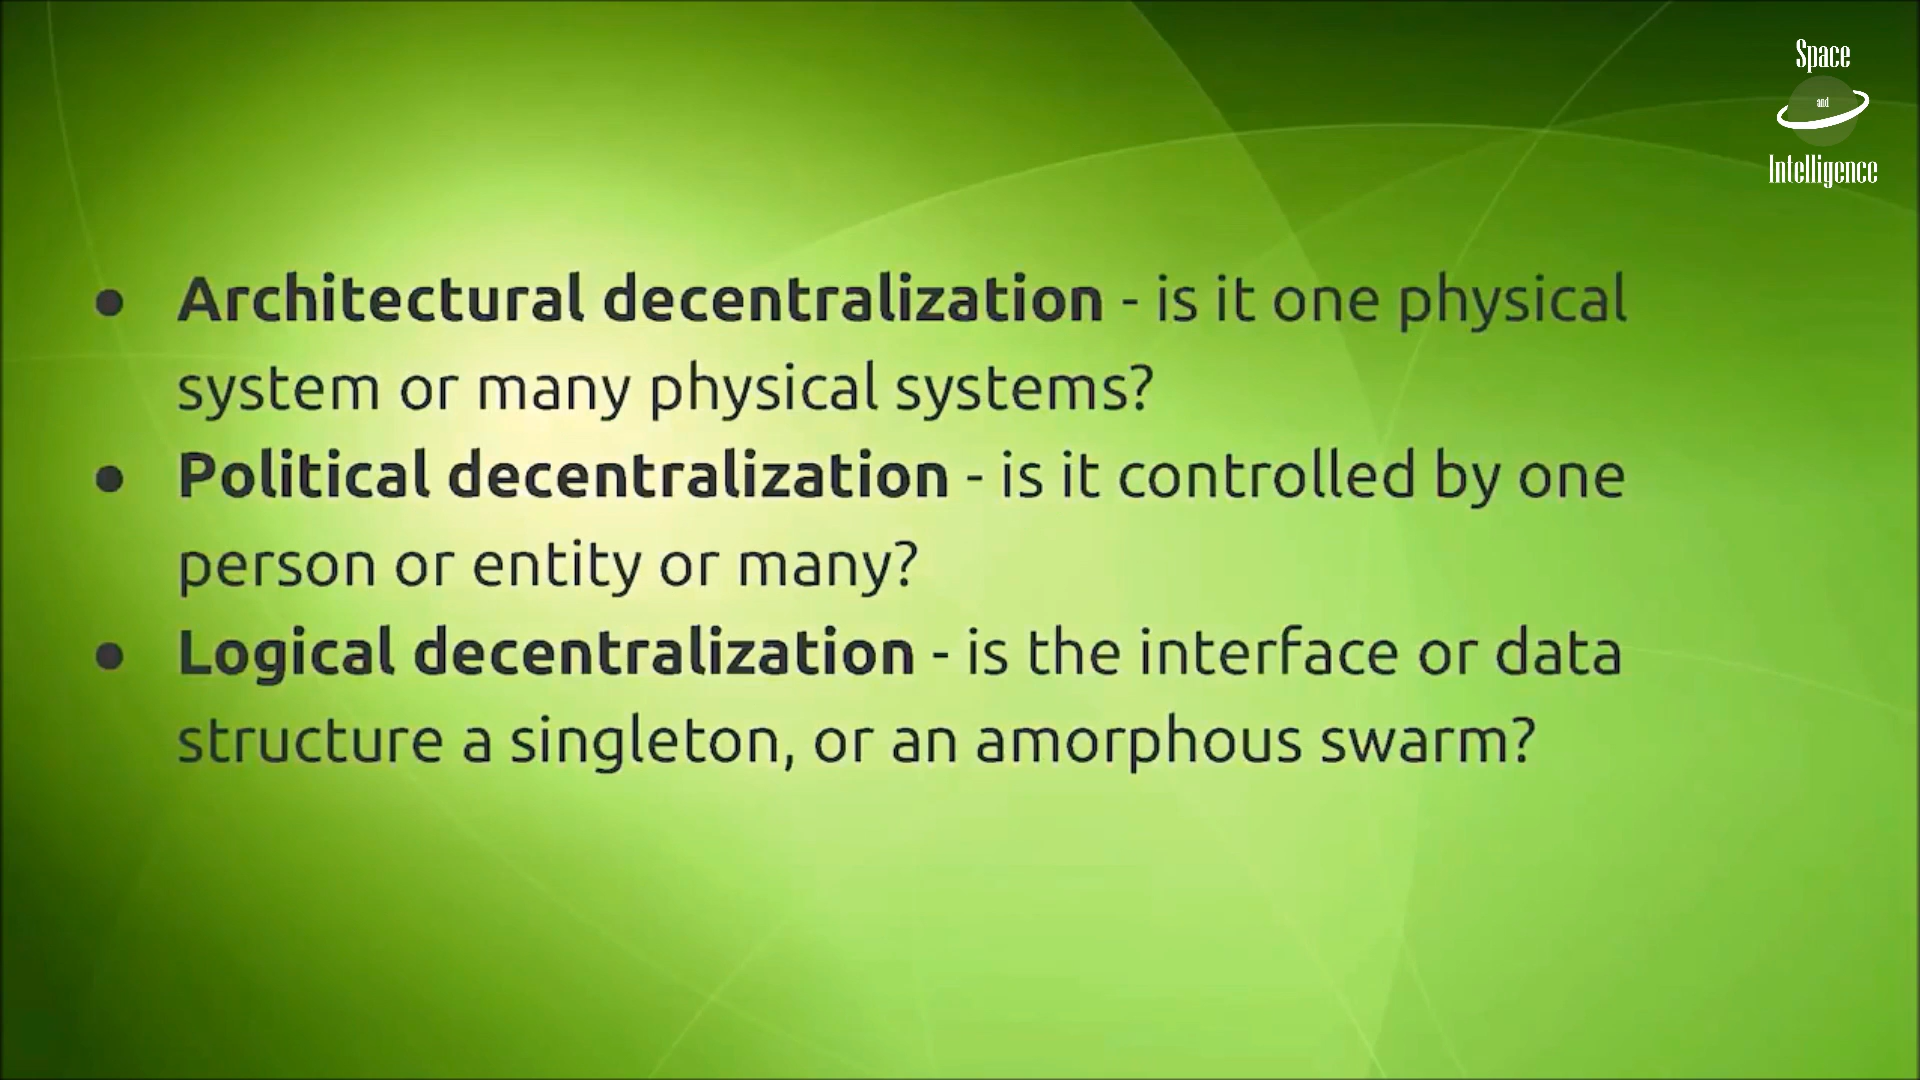 Space
and
Intelligence
● Architectural decentralization - is it one physical
system or many physical systems?
● Political decentralization - is it controlled by one
person or entity or many?
● Logical decentralization - is the interface or data
structure a singleton, or an amorphous swarm?